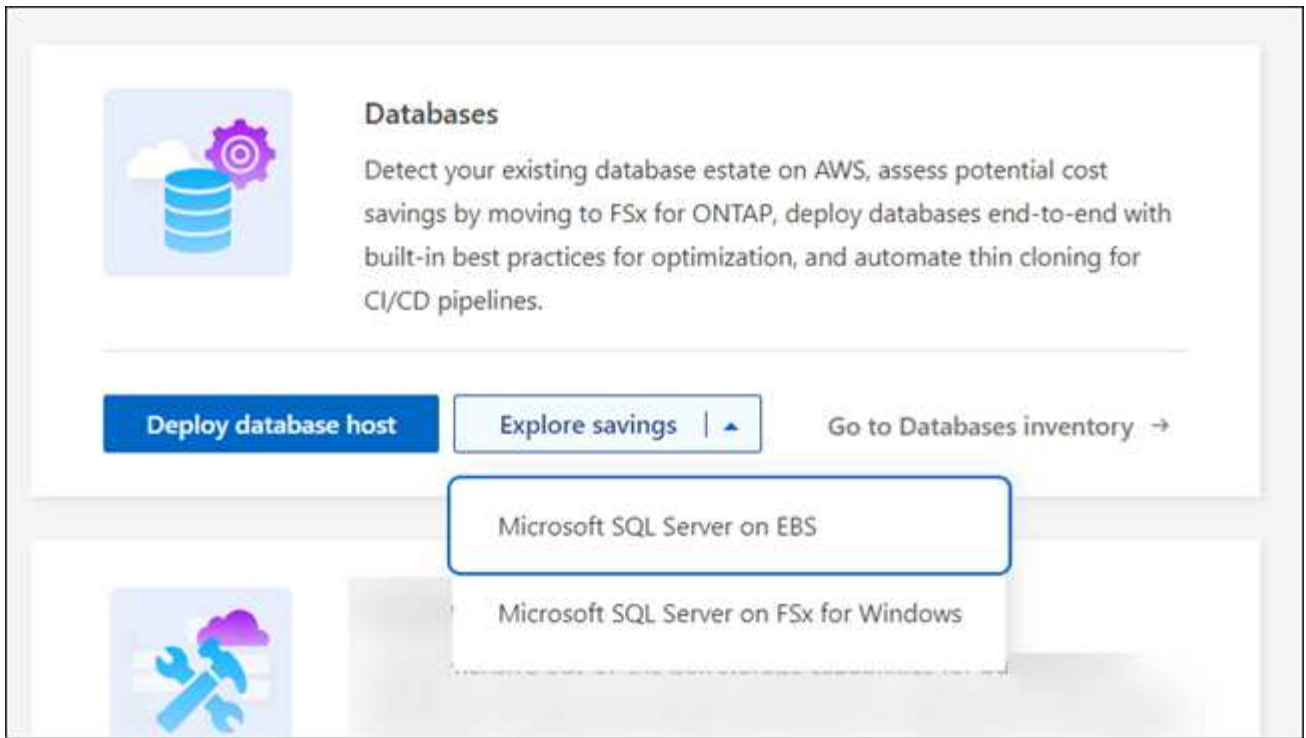 Databases
Detect your existing database estate on AWS, assess potential cost
savings by moving to FSx for ONTAP, deploy databases end-to-end with
built-in best practices for optimization, and automate thin cloning for
CI/CD pipelines.
Deploy database host
Explore savings
Go to Databases inventory →
Microsoft SQL Server on EBS
Microsoft SQL Server on FSx for Windows